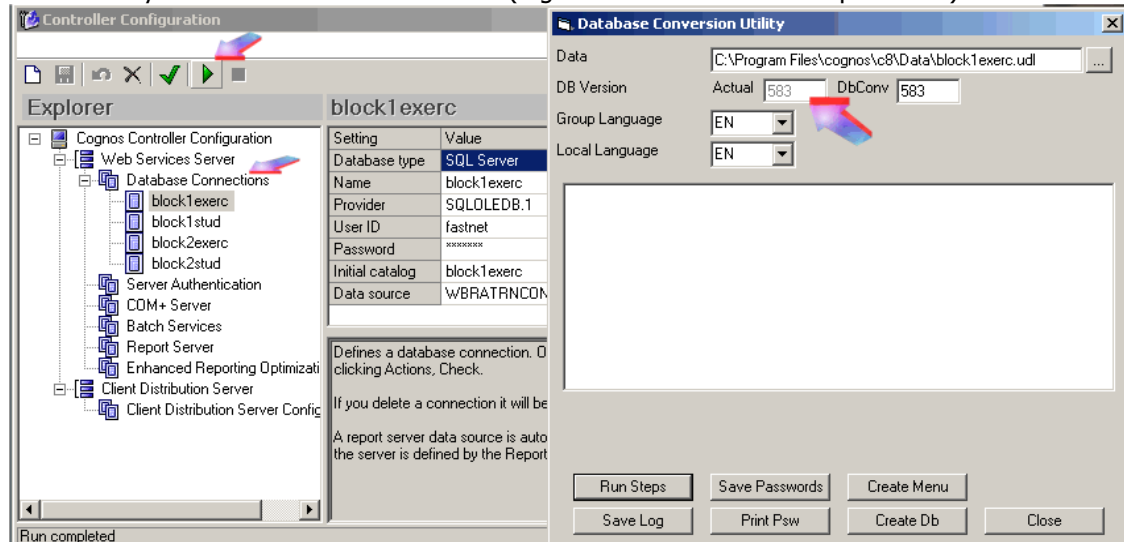 Controller Configuration
Explorer
Cognos Controller Configuration
Web Services Server
Database Connections
block1exerc
block1stud
block2exerc
block2stud
Server Authentication
COM+ Server
Batch Services
Report Server
Enhanced Reporting Optimizati
Client Distribution Server
Client Distribution Server Config
Run completed
block1exerc
Setting Value
Database type SQL Server
Name block1exerc
Provider SQLOLEDB.1
User ID fastnet
Password *******
Initial catalog block1exerc
Data source WBRATRNCON
Defines a database connection. O
clicking Actions, Check.
If you delete a connection it will be
A report server data source is auto
the server is defined by the Report
Database Conversion Utility
Data C:\Program Files\cognos\c8\Data\block1exerc.udl ...
DB Version Actual 583 DbConv 583
Group Language EN
Local Language EN
Run Steps Save Passwords Create Menu
Save Log Print Psw Create Db Close